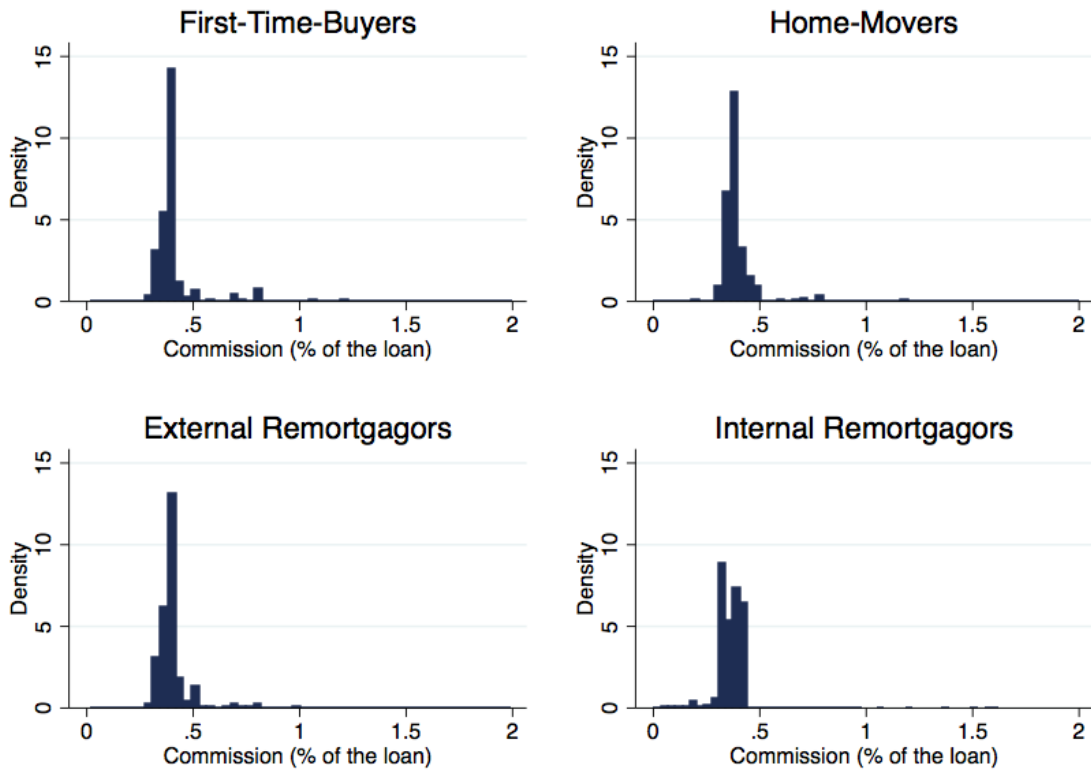 First-Time-Buyers
15
10
5
0
Density
0 .5 1 1.5 2
Commission (% of the loan)
Home-Movers
15
10
5
0
Density
0 .5 1 1.5 2
Commission (% of the loan)
External Remortgagors
15
10
5
0
Density
0 .5 1 1.5 2
Commission (% of the loan)
Internal Remortgagors
15
10
5
0
Density
0 .5 1 1.5 2
Commission (% of the loan)